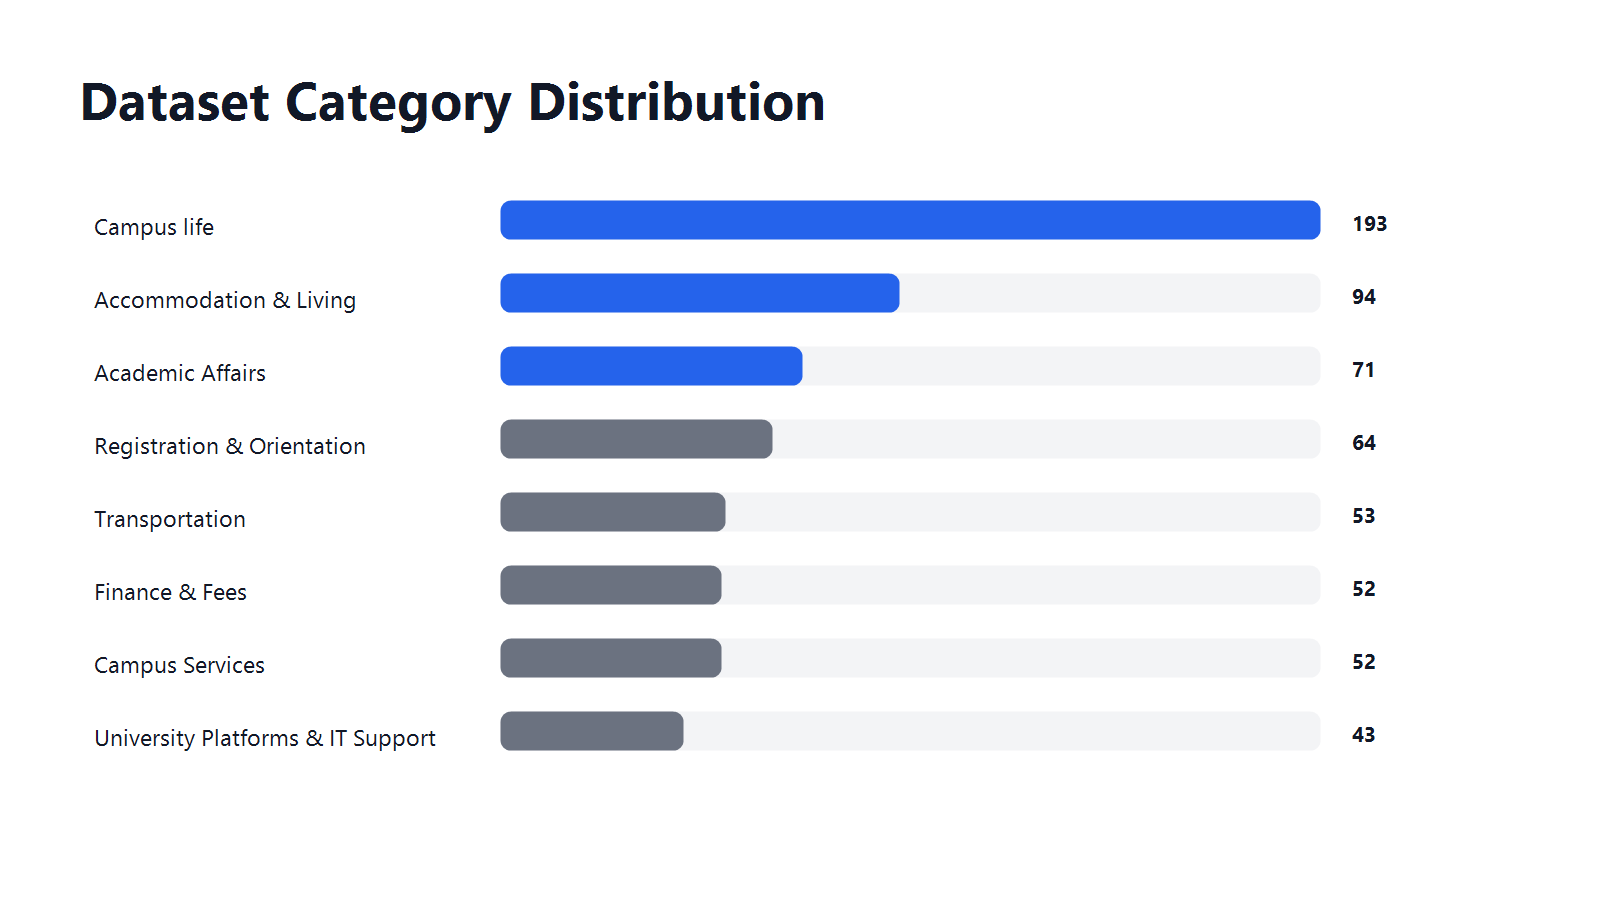 Dataset Category Distribution
Campus life 193
Accommodation & Living 94
Academic Affairs 71
Registration & Orientation 64
Transportation 53
Finance & Fees 52
Campus Services 52
University Platforms & IT Support 43